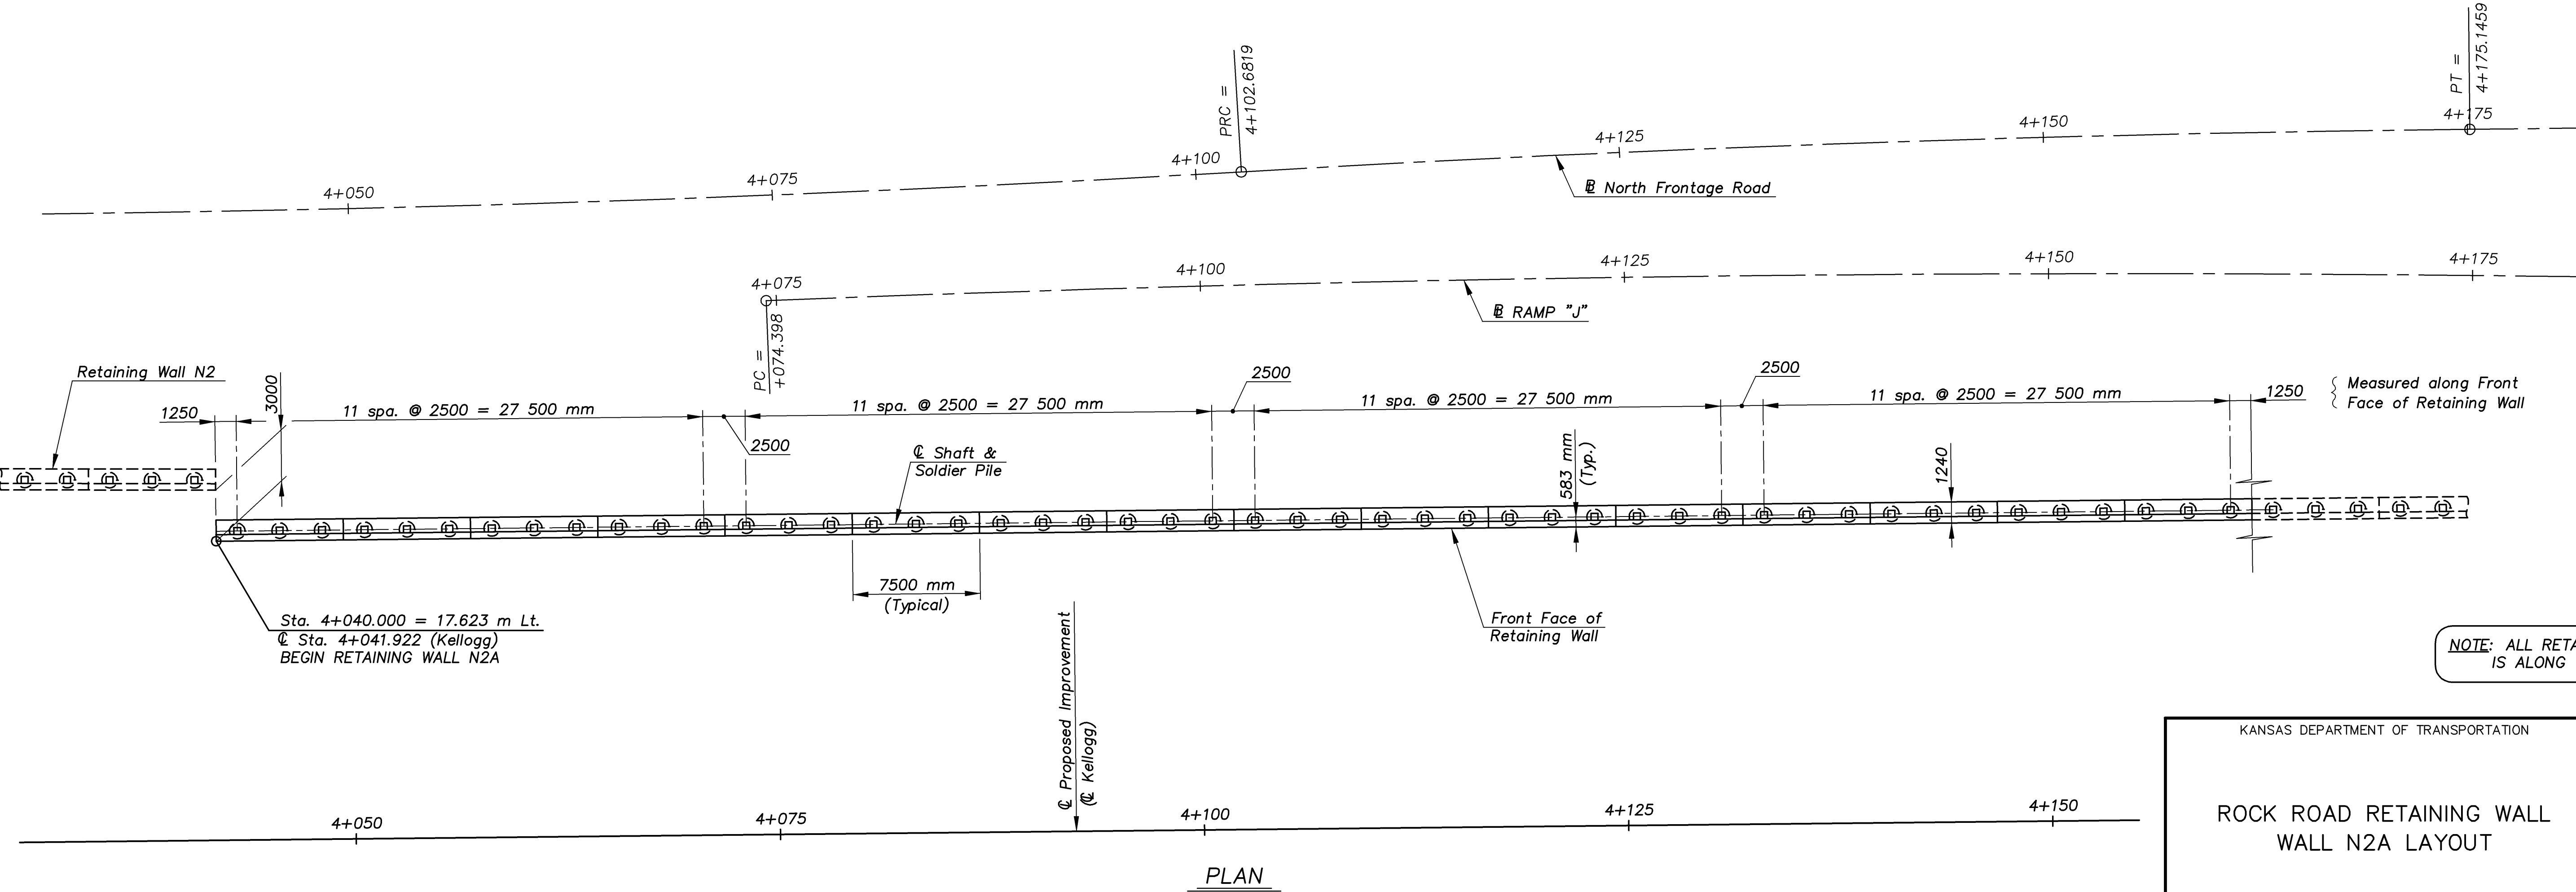 PRC =
4+102.6819
PT =
4+175.1459
4+050
4+075
4+100
4+125
4+150
4+175
℄ North Frontage Road
4+075
4+100
4+125
4+150
4+175
RAMP "J"
PC =
+074.398
Retaining Wall N2
1250
3000
11 spa. @ 2500 = 27 500 mm
2500
11 spa. @ 2500 = 27 500 mm
2500
11 spa. @ 2500 = 27 500 mm
2500
11 spa. @ 2500 = 27 500 mm
1250
Measured along Front
Face of Retaining Wall
℄ Shaft &
Soldier Pile
583 mm
(Typ.)
1240
7500 mm
(Typical)
Sta. 4+040.000 = 17.623 m Lt.
℄ Sta. 4+041.922 (Kellogg)
BEGIN RETAINING WALL N2A
℄ Proposed Improvement
(℄ Kellogg)
Front Face of
Retaining Wall
NOTE: ALL RETA
IS ALONG
4+050
4+075
4+100
4+125
4+150
PLAN
KANSAS DEPARTMENT OF TRANSPORTATION
ROCK ROAD RETAINING WALL
WALL N2A LAYOUT